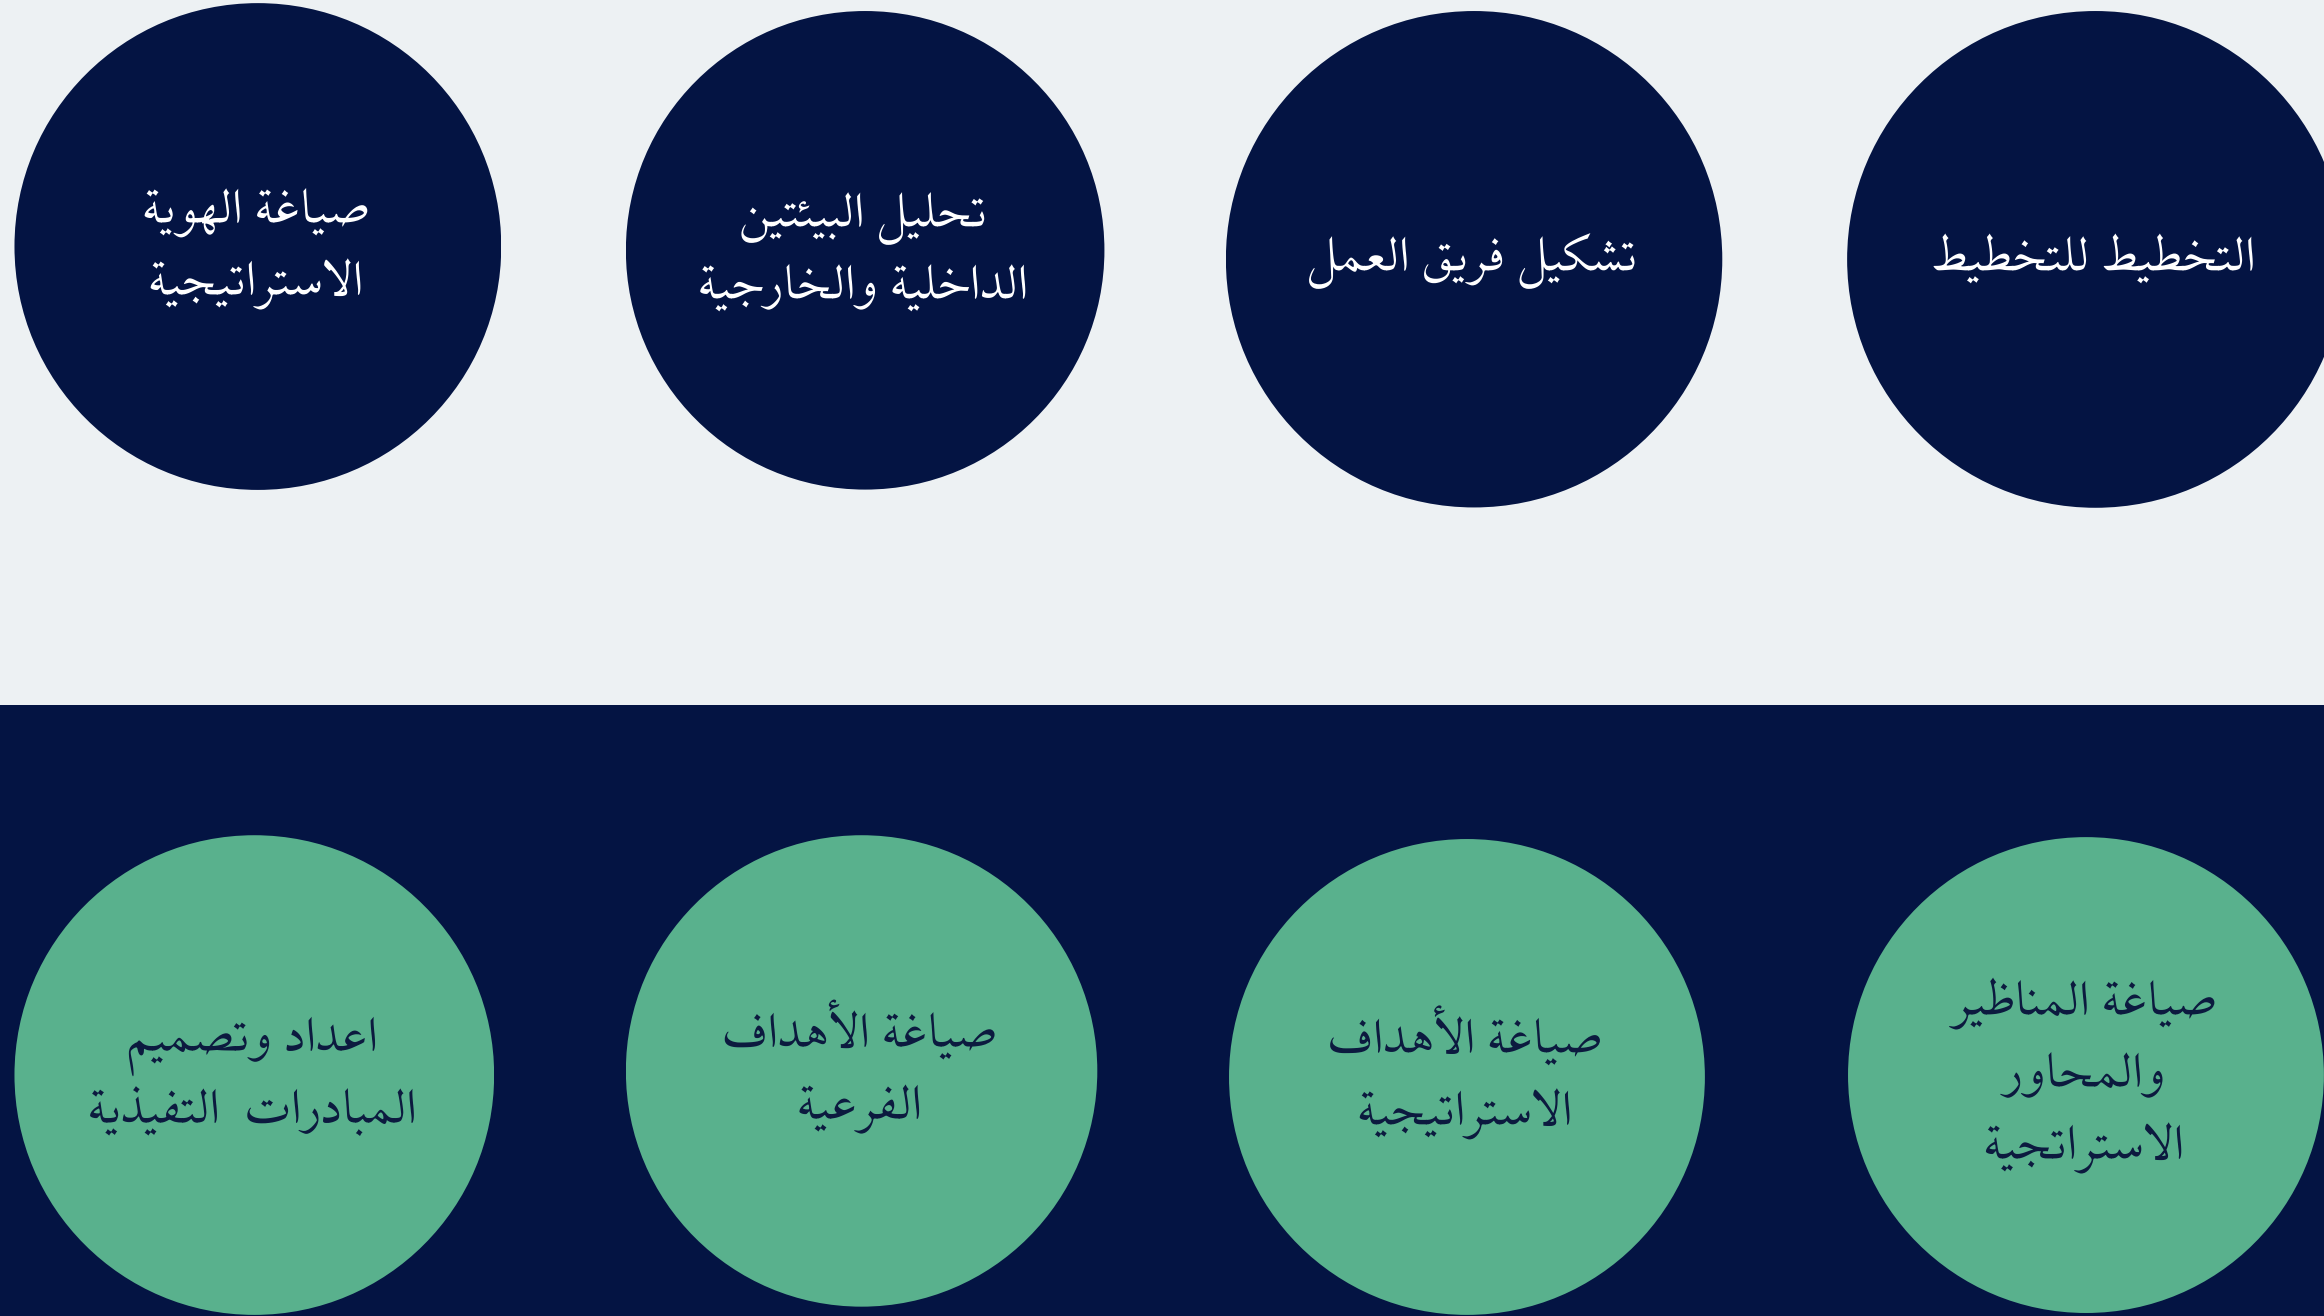 التخطيط للتخطيط
تشكيل فريق العمل
تحليل البيئتين
الداخلية والخارجية
صياغة الهوية
الاستراتيجية
صياغة المناظير
والمحاور
الاستراتجية
صياغة الأهداف
الاستراتيجية
صياغة الأهداف
الفرعية
اعداد وتصميم
المبادرات التفيذية